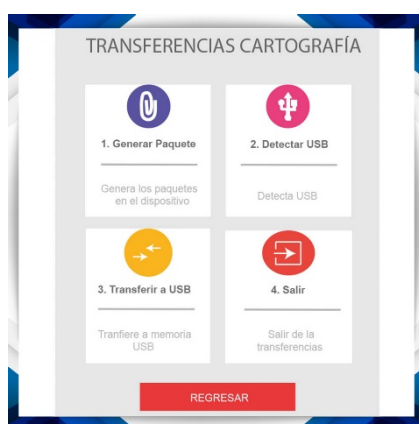 TRANSFERENCIAS CARTOGRAFÍA
1. Generar Paquete
Genera los paquetes
en el dispositivo
2. Detectar USB
Detecta USB
3. Transferir a USB
Tranfiere a memoria
USB
4. Salir
Salir de la
transferencias
REGRESAR